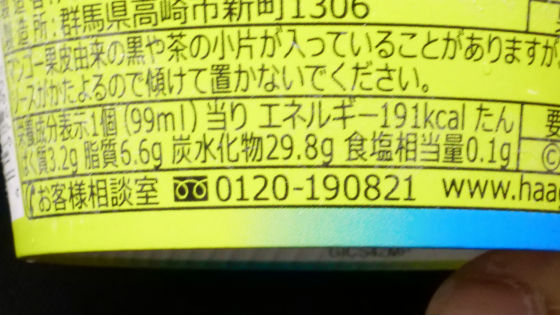 製造所:群馬県高崎市新町1306
マンゴー果皮由来の黒や茶の小片が入っていることがありますが
ソースがかたよるので傾けて置かないでください。
栄養成分表示1個(99ml)当り エネルギー191kcal たん
ぱく質3.2g 脂質6.6g 炭水化物29.8g 食塩相当量0.1g
お客様相談室 0120-190821 www.haag